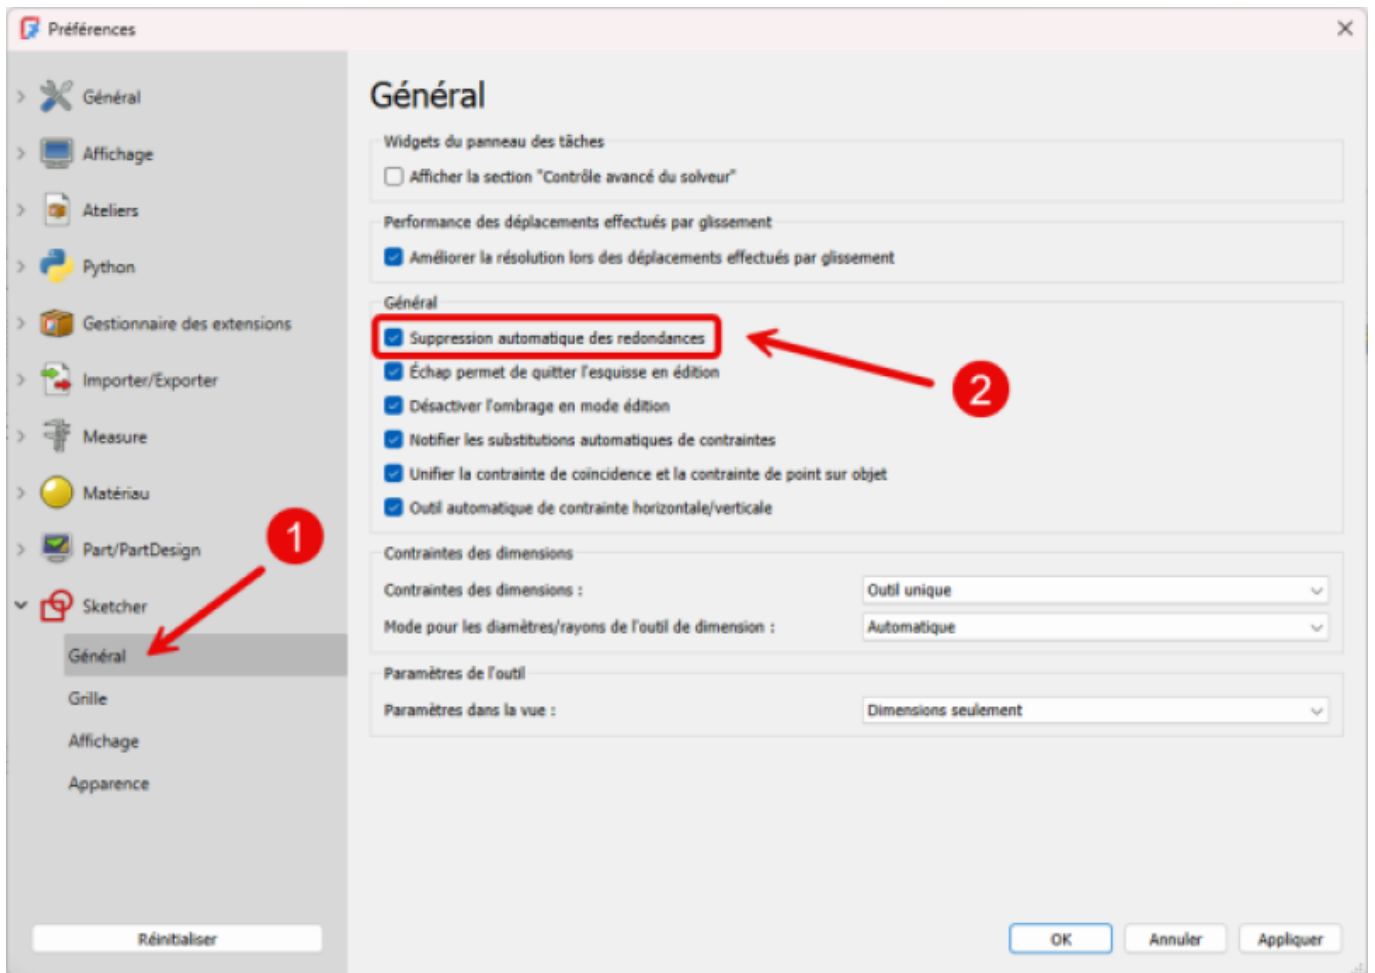 Préférences
Général
Affichage
Ateliers
Python
Gestionnaire des extensions
Importer/Exporter
Measure
Matériau
Part/PartDesign
1
Sketcher
Général
Grille
Affichage
Apparence
Réinitialiser
Général
Widgets du panneau des tâches
Afficher la section "Contrôle avancé du solveur"
Performance des déplacements effectués par glissement
Améliorer la résolution lors des déplacements effectués par glissement
Général
Suppression automatique des redondances
2
Échap permet de quitter l'esquisse en édition
Désactiver l'ombrage en mode édition
Notifier les substitutions automatiques de contraintes
Unifier la contrainte de coïncidence et la contrainte de point sur objet
Outil automatique de contrainte horizontale/verticale
Contraintes des dimensions
Contraintes des dimensions : Outil unique
Mode pour les diamètres/rayons de l'outil de dimension : Automatique
Paramètres de l'outil
Paramètres dans la vue : Dimensions seulement
OK Annuler Appliquer